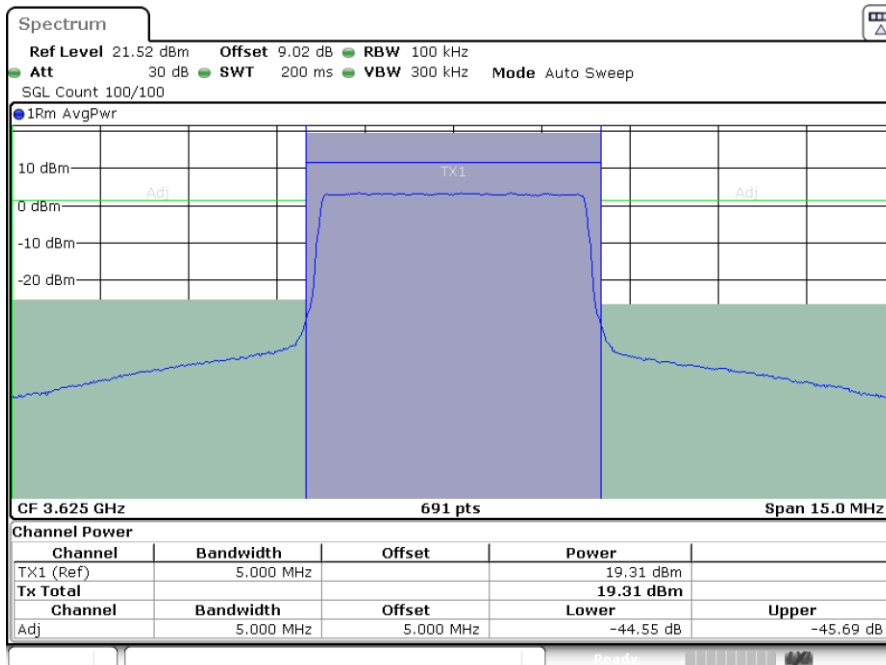 Spectrum
Ref Level 21.52 dBm Offset 9.02 dB RBW 100 kHz
Att 30 dB SWT 200 ms VBW 300 kHz Mode Auto Sweep
SGL Count 100/100
1Rm AvgPwr
10 dBm
TX1
Adj Adj
0 dBm
-10 dBm
-20 dBm
CF 3.625 GHz 691 pts Span 15.0 MHz
Channel Power
Channel Bandwidth Offset Power
TX1 (Ref) 5.000 MHz 19.31 dBm
Tx Total 19.31 dBm
Channel Bandwidth Offset Lower Upper
Adj 5.000 MHz 5.000 MHz -44.55 dB -45.69 dB
Ready